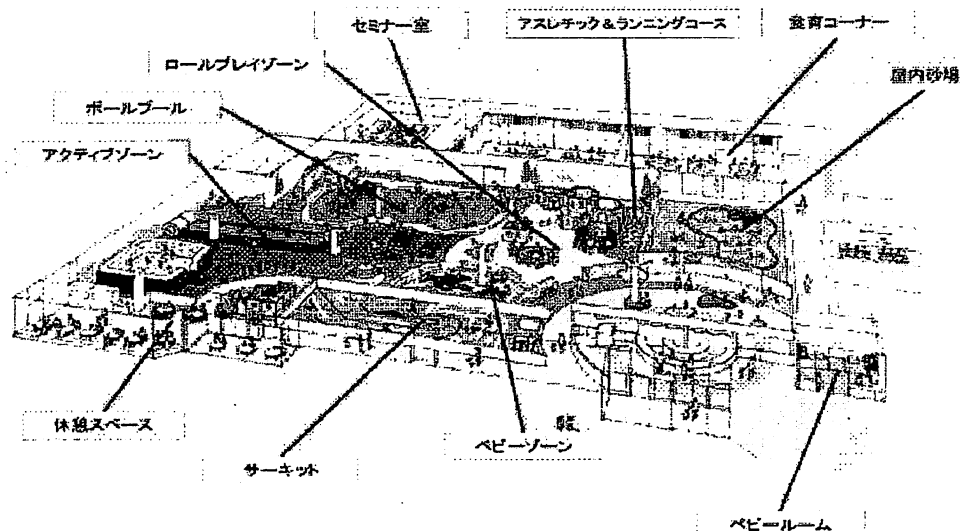 セミナー室
アスレチック＆ランニングコース
食育コーナー
ロールプレイゾーン
屋内砂場
ボールプール
アクティブゾーン
休憩スペース
サーキット
ベビーゾーン
ベビールーム